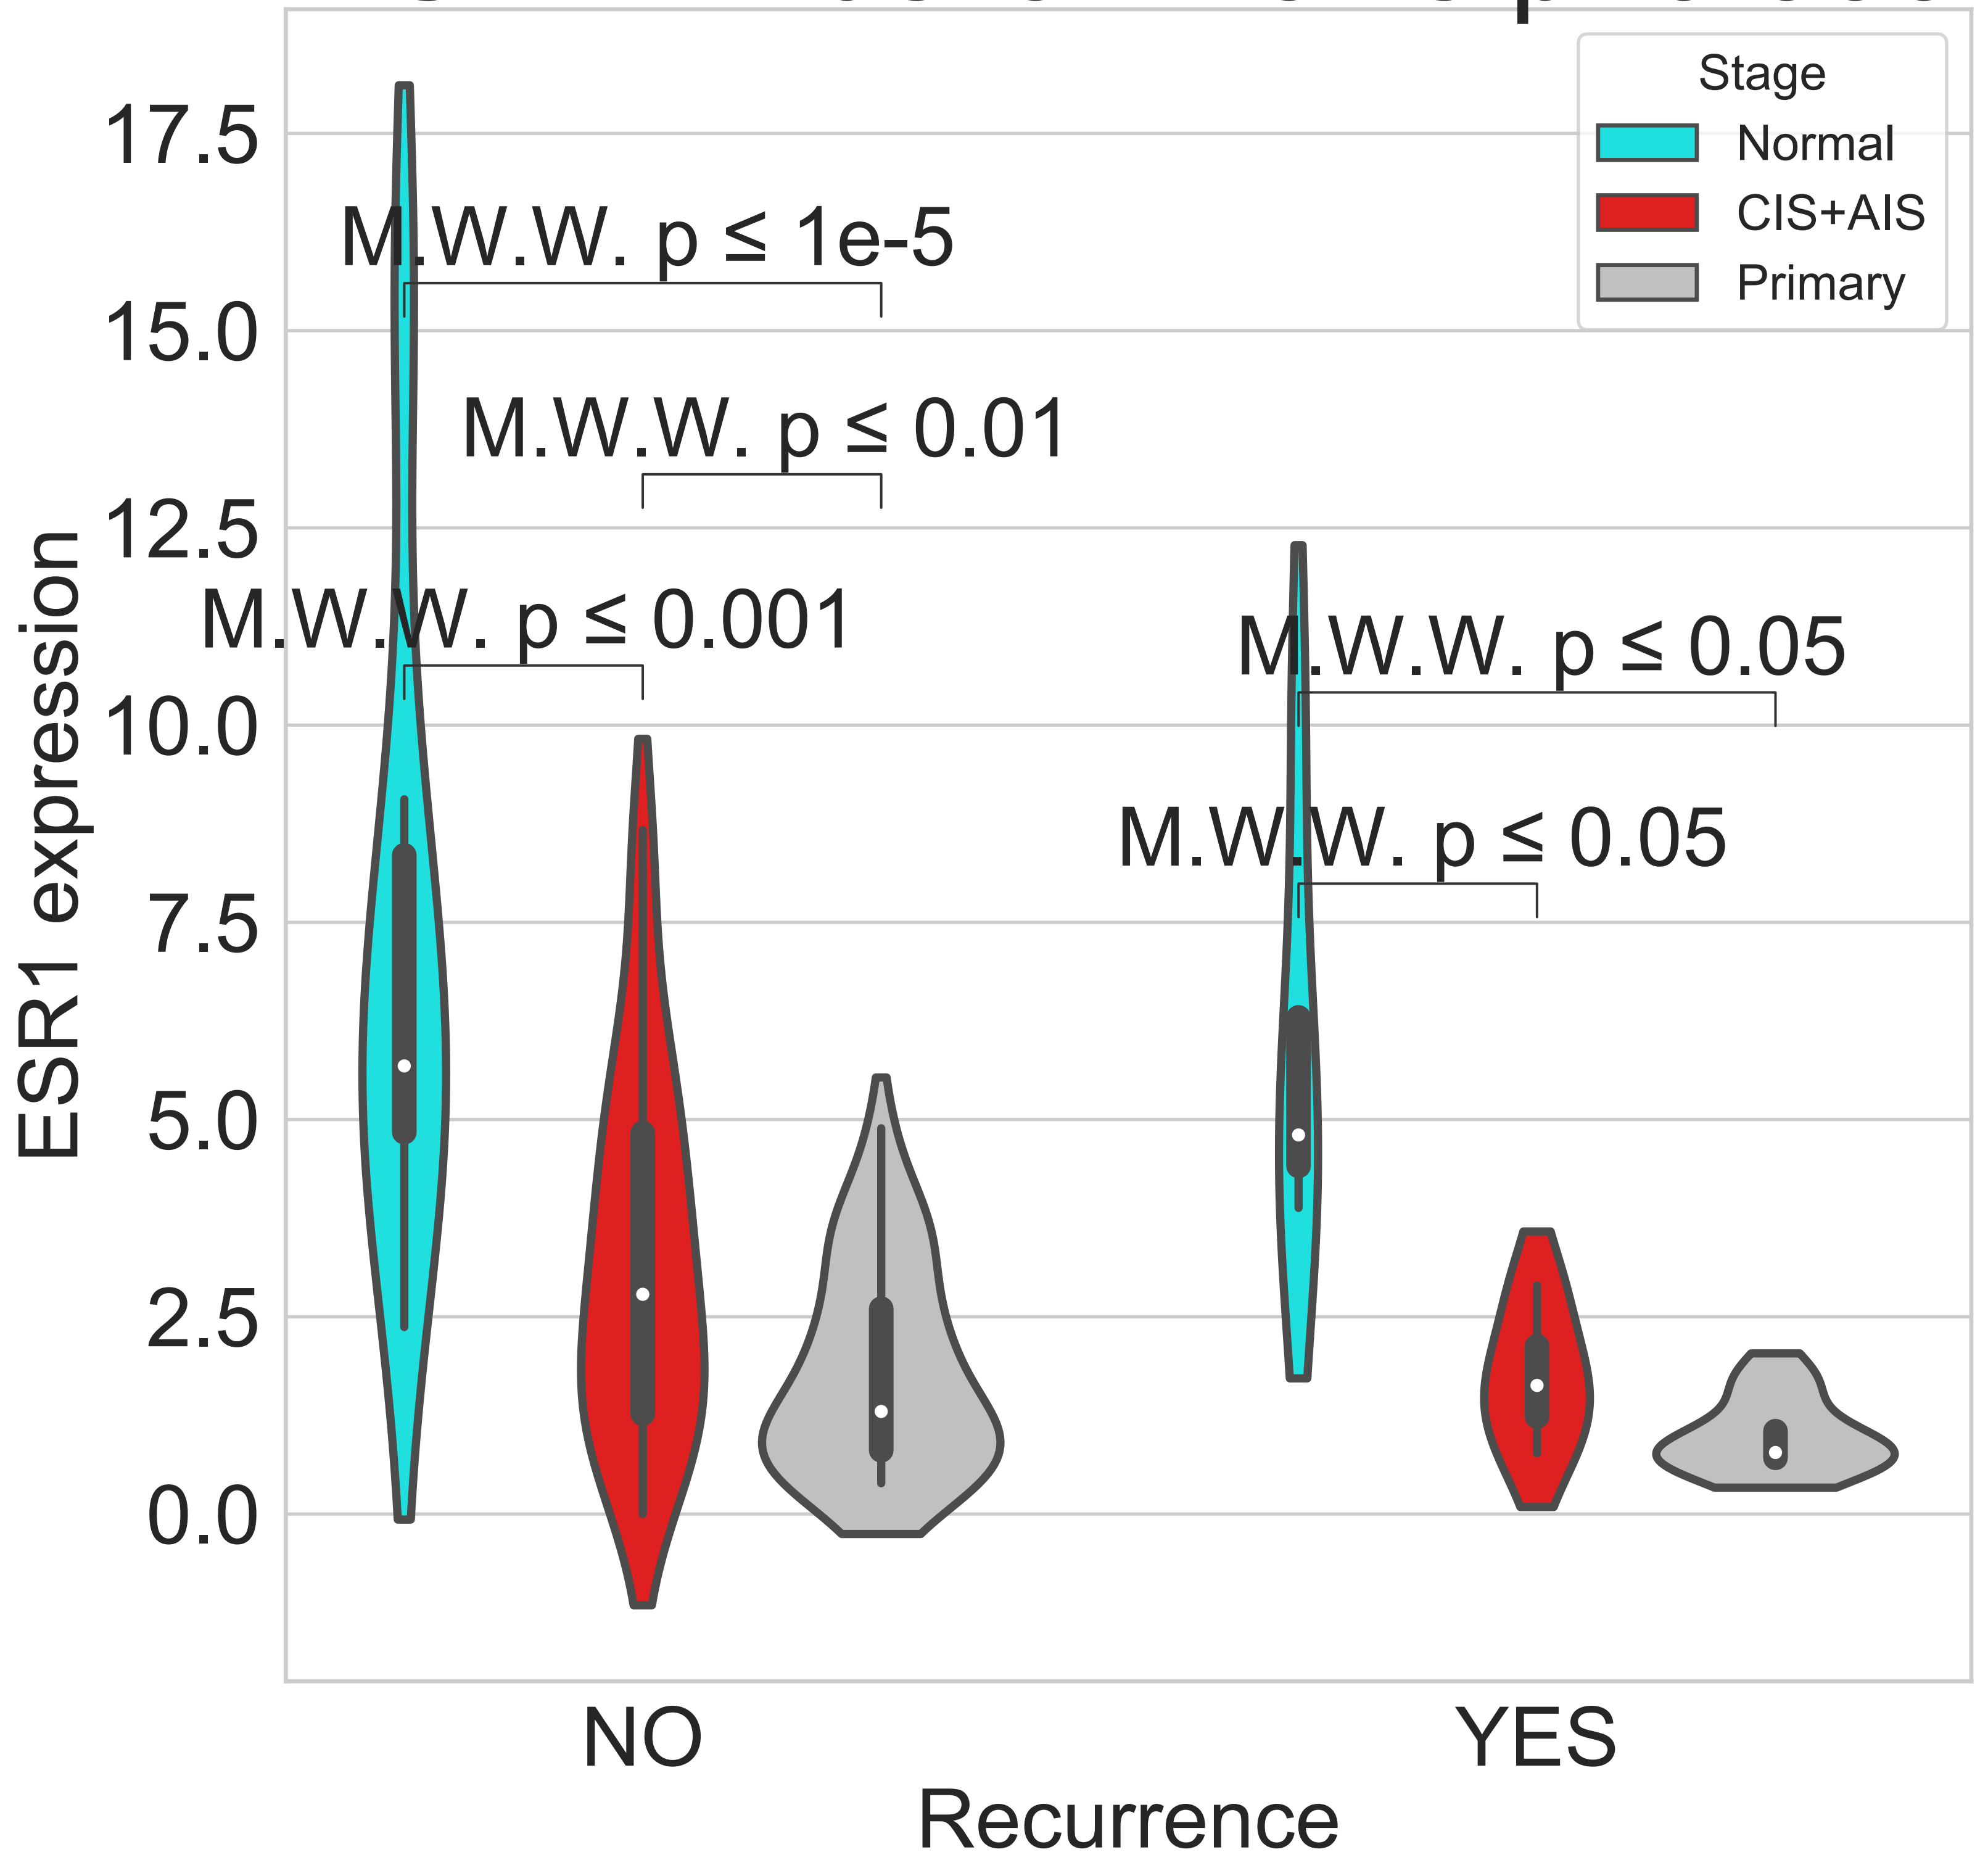 Stage
Normal
CIS+AIS
Primary
17.5
15.0
12.5
10.0
7.5
5.0
2.5
0.0
ESR1 expression
M.W.W. p ≤ 1e-5
M.W.W. p ≤ 0.01
M.W.W. p ≤ 0.001
M.W.W. p ≤ 0.05
M.W.W. p ≤ 0.05
NO
YES
Recurrence